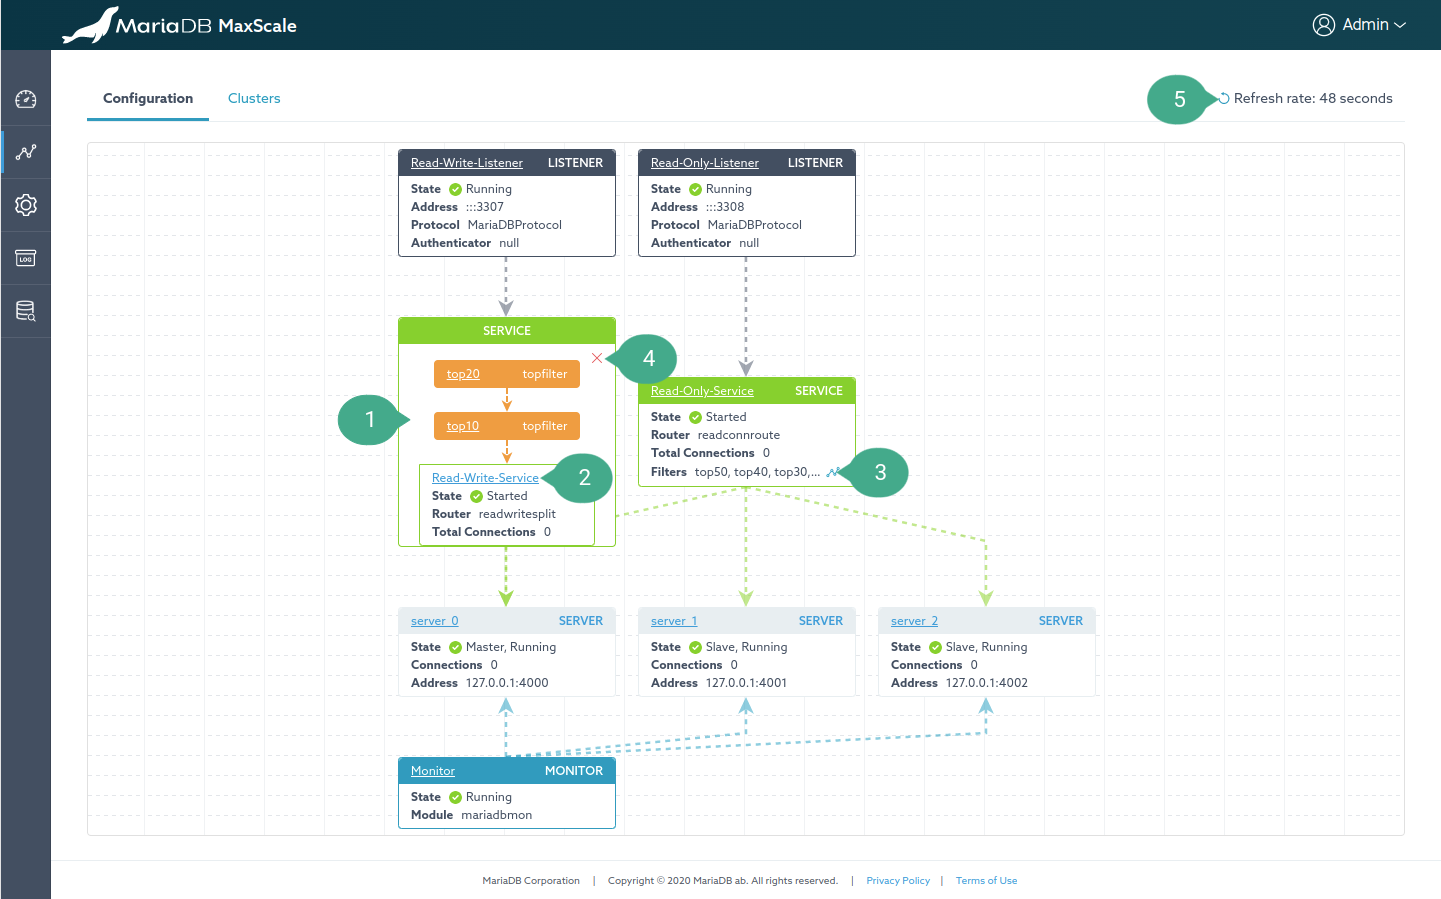 MariaDB MaxScale
Admin
Configuration
Clusters
5
Refresh rate: 48 seconds
Read-Write-Listener LISTENER
State Running
Address :::3307
Protocol MariaDBProtocol
Authenticator null
Read-Only-Listener LISTENER
State Running
Address :::3308
Protocol MariaDBProtocol
Authenticator null
SERVICE
4
top20 topfilter
1
top10 topfilter
Read-Write-Service
2
State Started
Router readwritesplit
Total Connections 0
Read-Only-Service SERVICE
State Started
Router readconnroute
Total Connections 0
Filters top50, top40, top30,...
3
server_0 SERVER
State Master, Running
Connections 0
Address 127.0.0.1:4000
server_1 SERVER
State Slave, Running
Connections 0
Address 127.0.0.1:4001
server_2 SERVER
State Slave, Running
Connections 0
Address 127.0.0.1:4002
Monitor MONITOR
State Running
Module mariadbmon
LOG
MariaDB Corporation | Copyright © 2020 MariaDB ab. All rights reserved. | Privacy Policy | Terms of Use